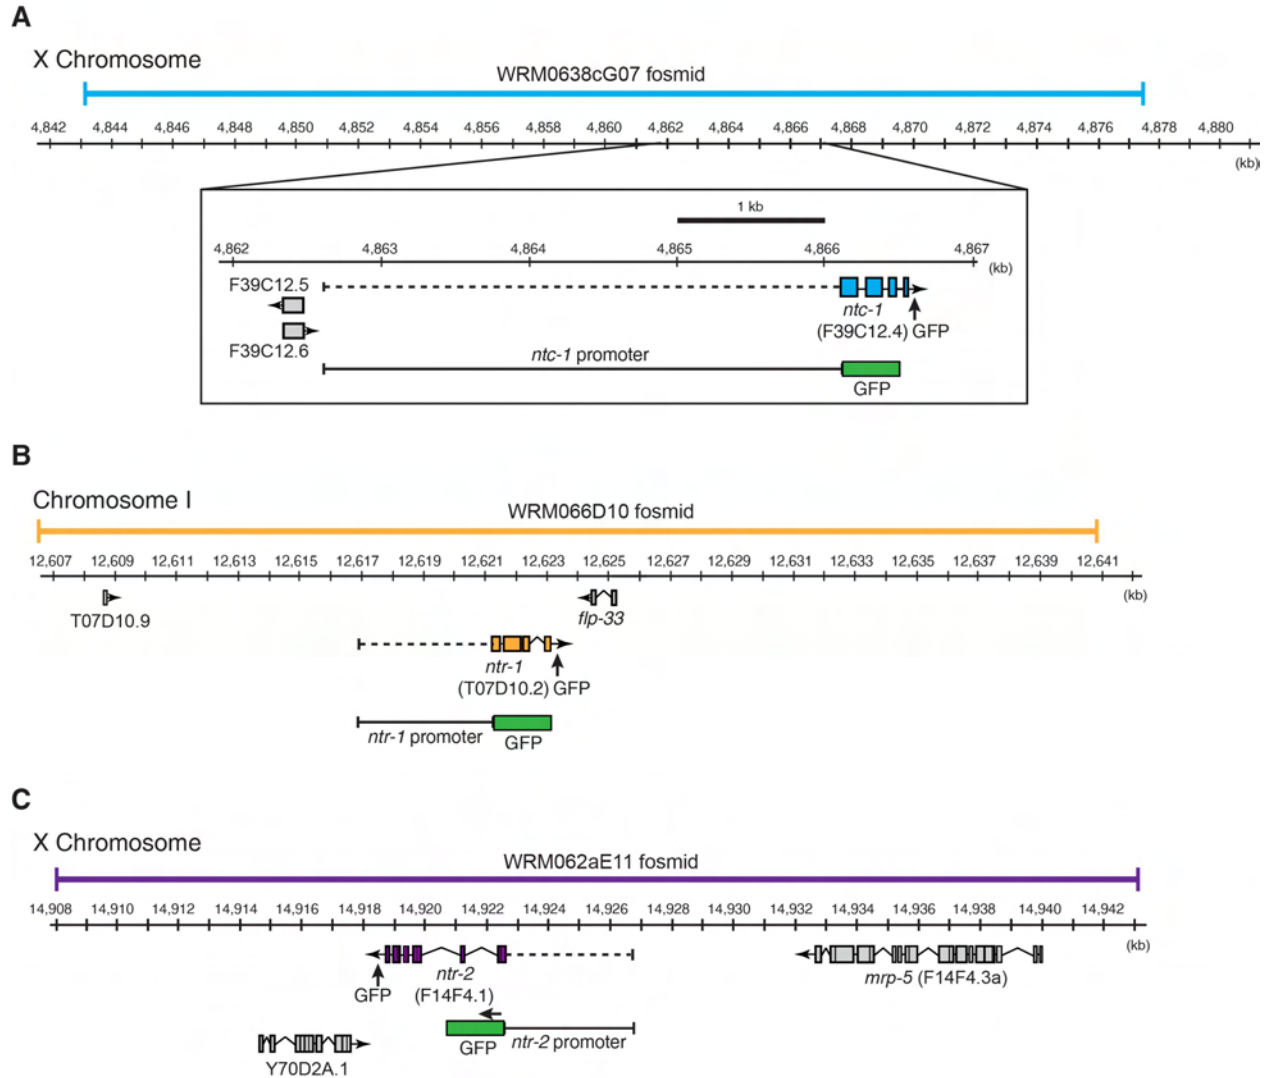 A
X Chromosome
WRM0638cG07 fosmid
4,842 4,844 4,846 4,848 4,850 4,852 4,854 4,856 4,858 4,860 4,862 4,864 4,866 4,868 4,870 4,872 4,874 4,876 4,878 4,880
(kb)
1 kb
4,862 4,863 4,864 4,865 4,866 4,867
(kb)
F39C12.5
ntc-1
(F39C12.4) GFP
F39C12.6
ntc-1 promoter
GFP
B
Chromosome I
WRM066D10 fosmid
12,607 12,609 12,611 12,613 12,615 12,617 12,619 12,621 12,623 12,625 12,627 12,629 12,631 12,633 12,635 12,637 12,639 12,641
(kb)
T07D10.9
flp-33
ntr-1
(T07D10.2) GFP
ntr-1 promoter
GFP
C
X Chromosome
WRM062aE11 fosmid
14,908 14,910 14,912 14,914 14,916 14,918 14,920 14,922 14,924 14,926 14,928 14,930 14,932 14,934 14,936 14,938 14,940 14,942
(kb)
ntr-2
(F14F4.1)
GFP
mrp-5 (F14F4.3a)
GFP
ntr-2 promoter
Y70D2A.1